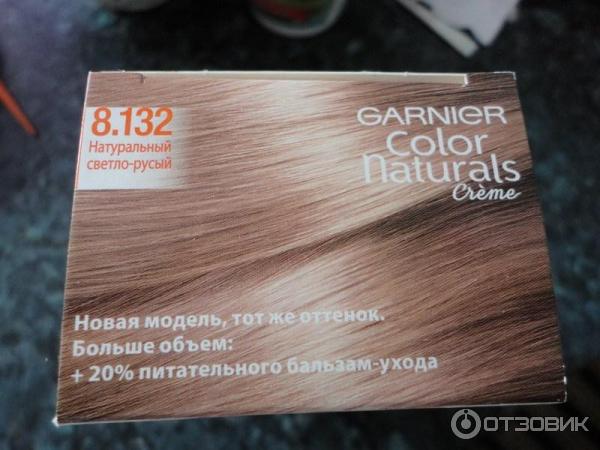 8.132
Натуральный
светло-русый
GARNIER
Color
Naturals
Crème
Новая модель, тот же оттенок.
Больше объем:
+ 20% питательного бальзам-ухода
ОТЗОВИК